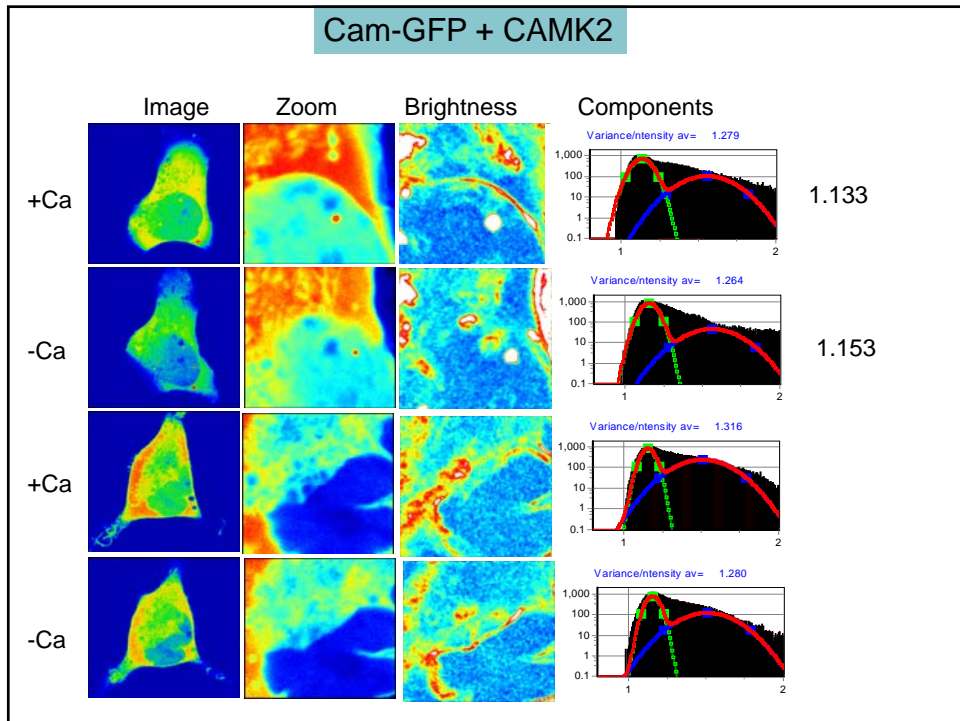 Cam-GFP + CAMK2
Image Zoom Brightness Components
+Ca
Variance/ntensity av= 1.279
1,000
100
10
1
0.1
1 2
1.133
-Ca
Variance/ntensity av= 1.264
1,000
100
10
1
0.1
1 2
1.153
+Ca
Variance/ntensity av= 1.316
1,000
100
10
1
0.1
1 2
-Ca
Variance/ntensity av= 1.280
1,000
100
10
1
0.1
1 2